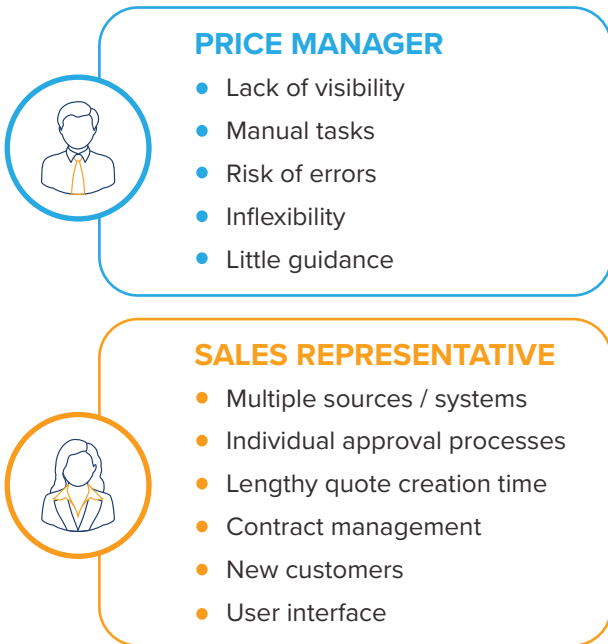 PRICE MANAGER
Lack of visibility
Manual tasks
Risk of errors
Inflexibility
Little guidance
SALES REPRESENTATIVE
Multiple sources / systems
Individual approval processes
Lengthy quote creation time
Contract management
New customers
User interface